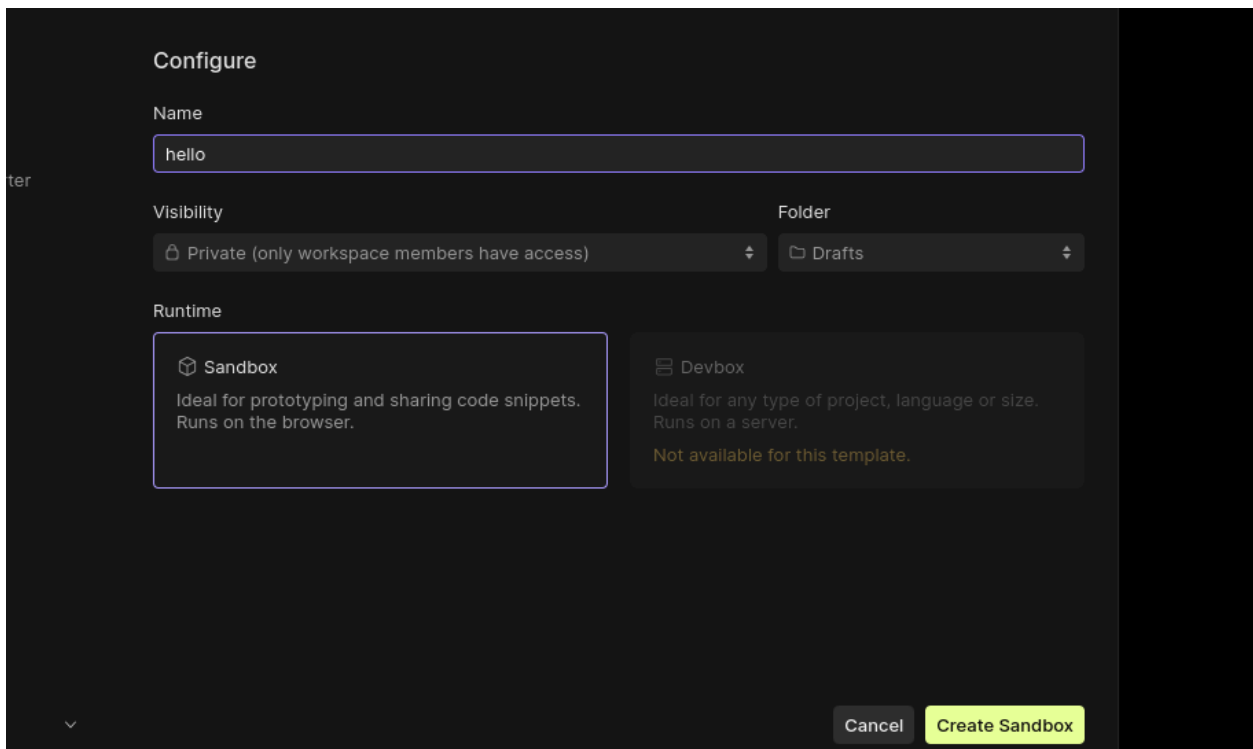 Configure
Name
hello
ter
Visibility
Folder
Private (only workspace members have access)
Drafts
Runtime
Sandbox
Ideal for prototyping and sharing code snippets.
Runs on the browser.
Devbox
Ideal for any type of project, language or size.
Runs on a server.
Not available for this template.
Cancel
Create Sandbox